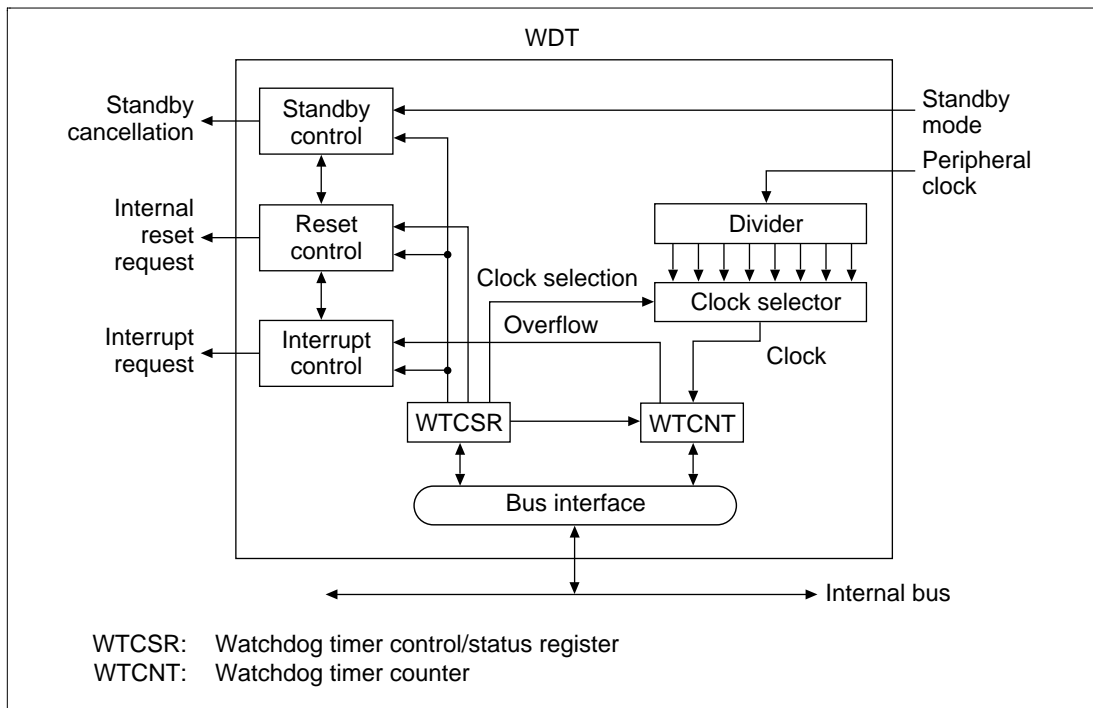 WDT
Standby
cancellation
Standby
control
Standby
mode
Peripheral
clock
Internal
reset
request
Reset
control
Divider
Clock selection
Clock selector
Interrupt
request
Interrupt
control
Overflow
Clock
WTCSR
WTCNT
Bus interface
Internal bus
WTCSR: Watchdog timer control/status register
WTCNT: Watchdog timer counter